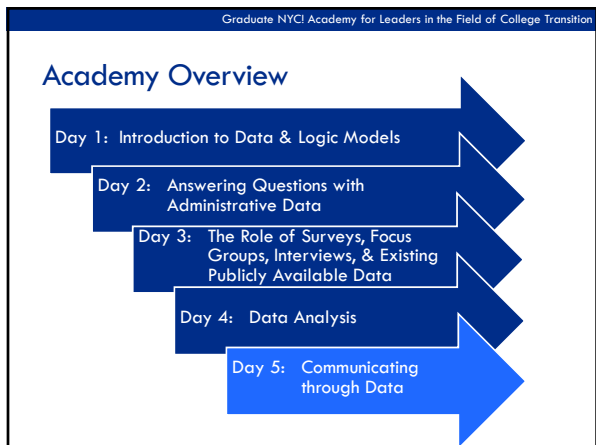 Graduate NYC! Academy for Leaders in the Field of College Transition
Academy Overview
Day 1: Introduction to Data & Logic Models
Day 2: Answering Questions with
Administrative Data
Day 3: The Role of Surveys, Focus
Groups, Interviews, & Existing
Publicly Available Data
Day 4: Data Analysis
Day 5: Communicating
through Data